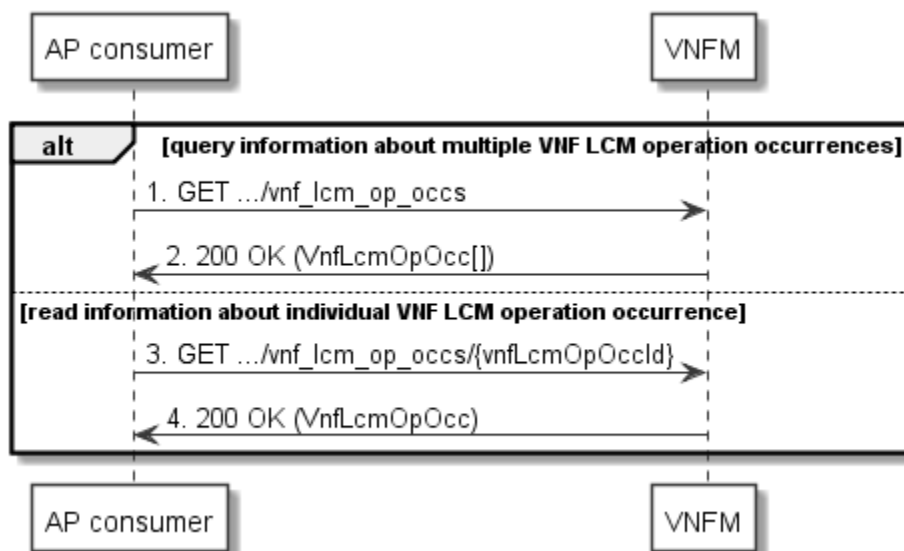 AP consumer VNFM
alt [query information about multiple VNF LCM operation occurrences]
1. GET .../vnf_lcm_op_occs
2. 200 OK (VnfLcmOpOcc[])
[read information about individual VNF LCM operation occurrence]
3. GET .../vnf_lcm_op_occs/{vnfLcmOpOccId}
4. 200 OK (VnfLcmOpOcc)
AP consumer VNFM